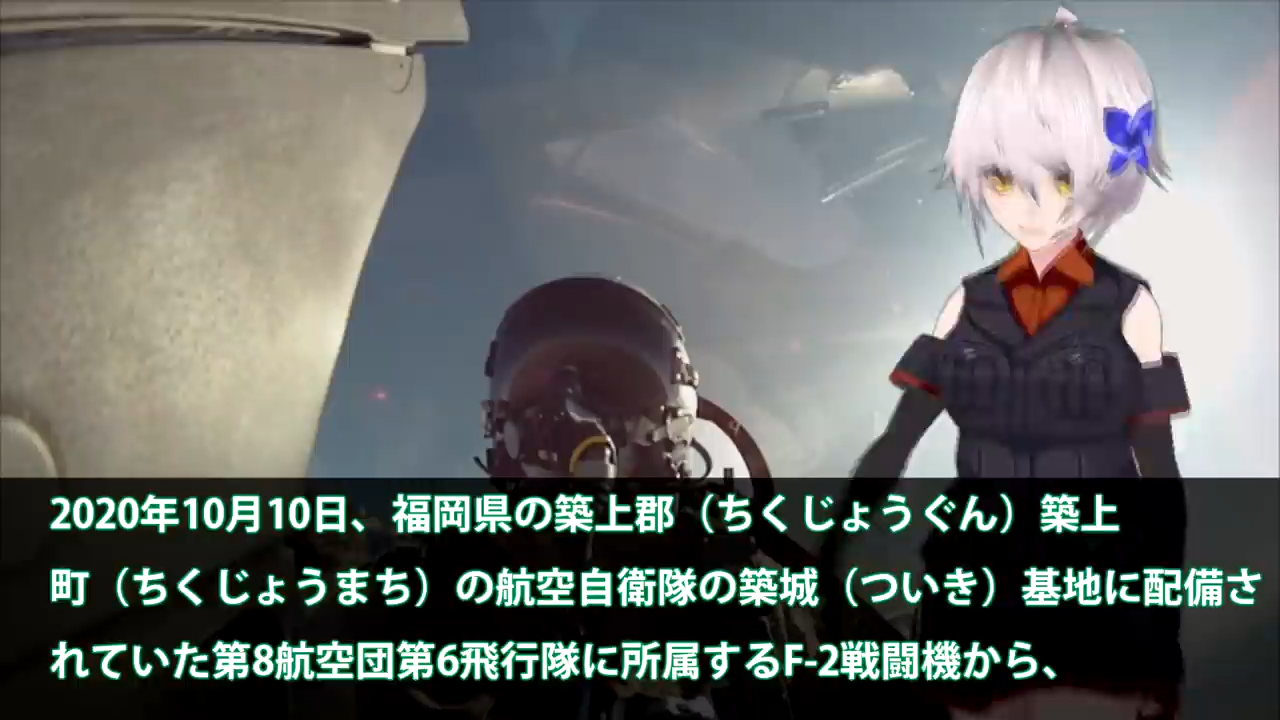 2020年10月10日、福岡県の築上郡（ちくじょうぐん）築上
町（ちくじょうまち）の航空自衛隊の築城（ついき）基地に配備さ
れていた第8航空団第6飛行隊に所属するF-2戦闘機から、